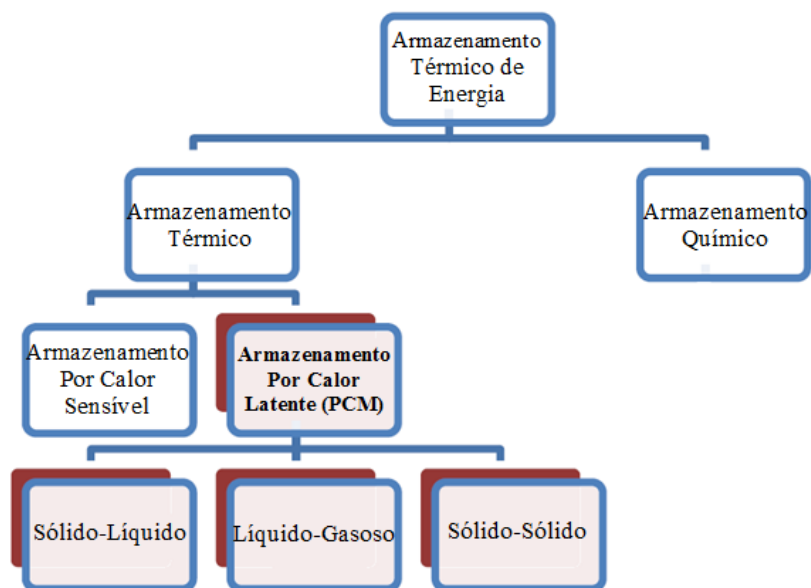 Armazenamento
Térmico de
Energia
Armazenamento
Térmico
Armazenamento
Químico
Armazenamento
Por Calor
Sensível
Armazenamento
Por Calor
Latente (PCM)
Sólido-Líquido
Líquido-Gasoso
Sólido-Sólido